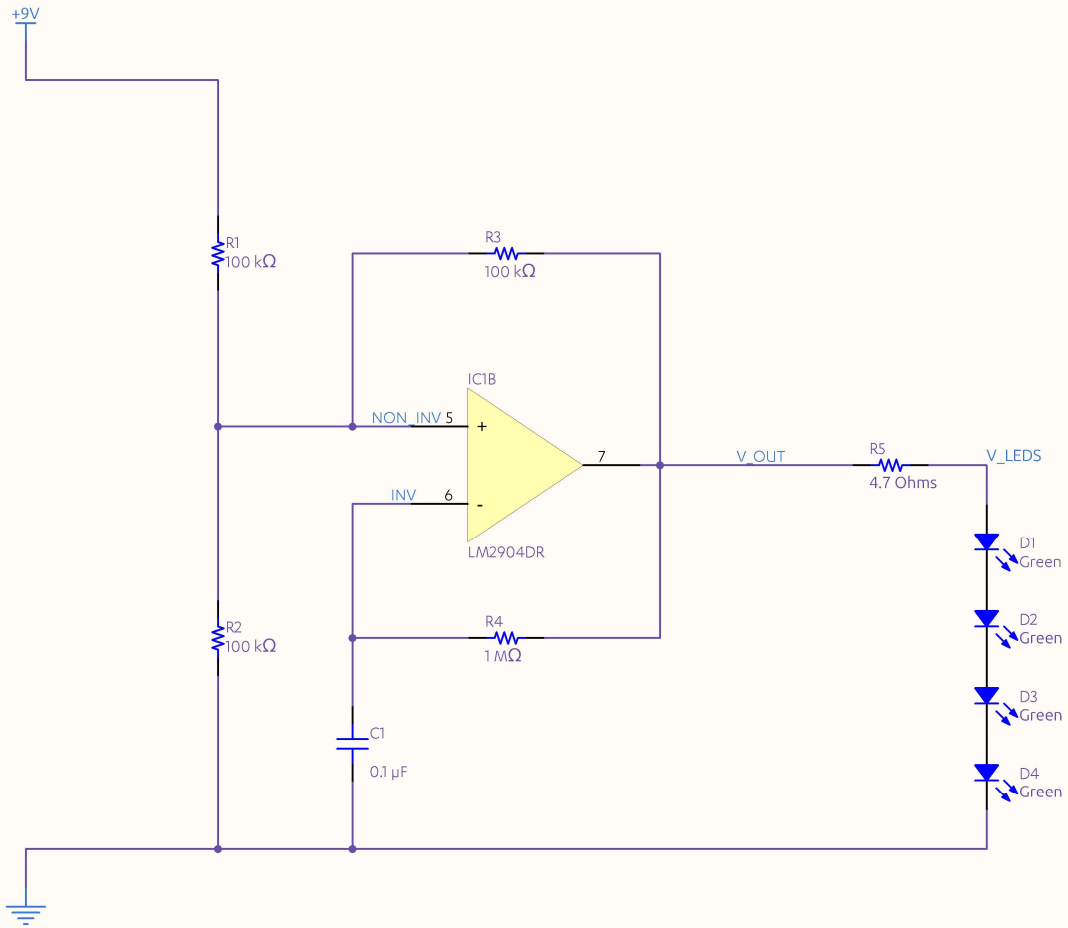 +9V
R1
100 kΩ
R3
100 kΩ
IC1B
NON_INV 5
+
7
V_OUT
R5
4.7 Ohms
V_LEDS
INV 6
-
LM2904DR
D1
Green
D2
Green
R2
100 kΩ
R4
1 MΩ
D3
Green
C1
0.1 µF
D4
Green